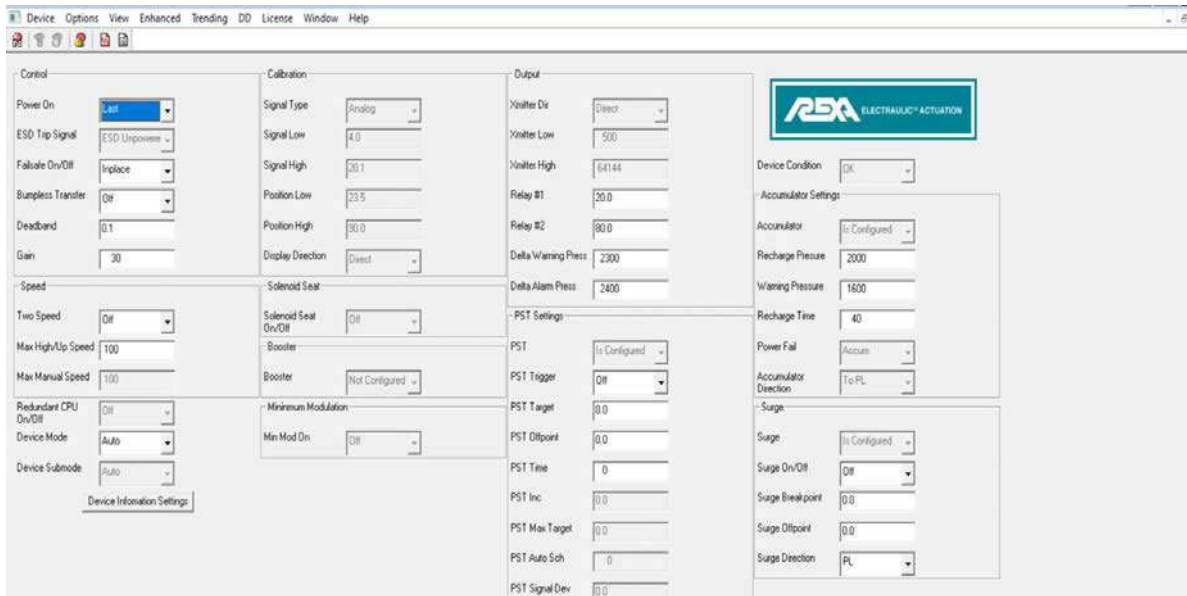 Device Options View Enhanced Trending DD License Window Help
Control
Power On Last
ESD Trip Signal ESD Unpowere
Failsafe On/Off Inplace
Bumpless Transfer Off
Deadband 0.1
Gain 30
Speed
Two Speed Off
Max High/Up Speed 100
Max Manual Speed 100
Redundant CPU
On/Off Off
Device Mode Auto
Device Submode Auto
Device Infomation Settings
Calibration
Signal Type Analog
Signal Low 4.0
Signal High 20.1
Position Low 23.5
Position High 90.0
Display Direction Direct
Solenoid Seat
Solenoid Seat
On/Off Off
Booster
Booster Not Configured
Minimum Modulation
Min Mod On Off
Output
Xmitter Dir Direct
Xmitter Low 500
Xmitter High 64144
Relay #1 20.0
Relay #2 80.0
Delta Warning Press 2300
Delta Alarm Press 2400
PST Settings
PST Is Configured
PST Trigger Off
PST Target 0.0
PST Offpoint 0.0
PST Time 0
PST Inc 0.0
PST Max Target 0.0
PST Auto Sch 0
PST Signal Dev 0.0
REXA ELECTRAULIC™ ACTUATION
Device Condition OK
Accumulator Settings
Accumulator Is Configured
Recharge Presure 2000
Warning Pressure 1600
Recharge Time 40
Power Fail Accum
Accumulator
Direction To PL
Surge
Surge Is Configured
Surge On/Off Off
Surge Breakpoint 0.0
Surge Offpoint 0.0
Surge Direction PL